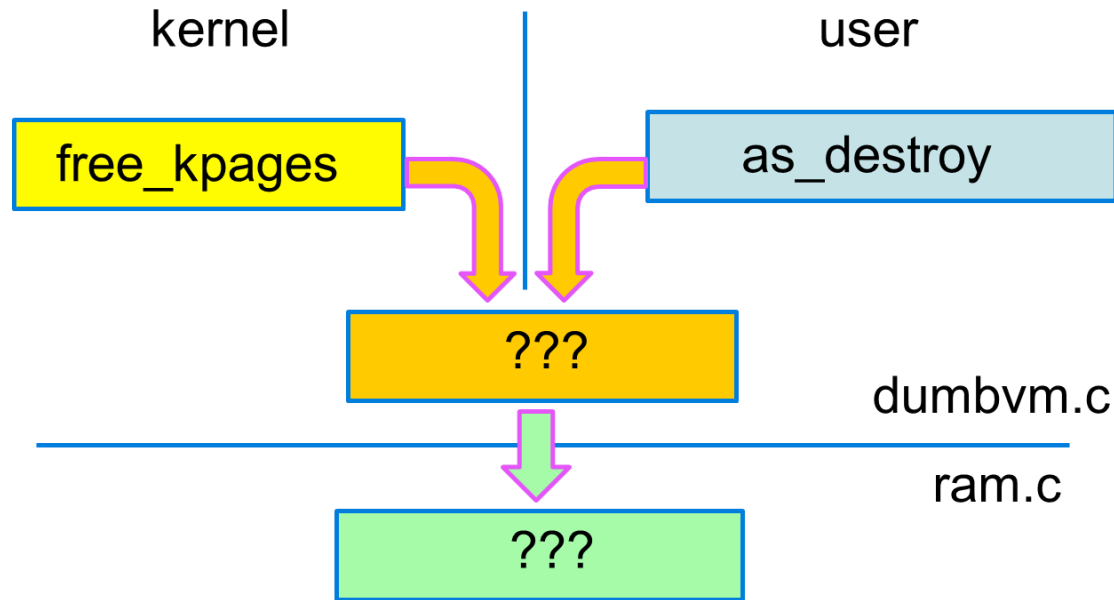 kernel
user
free_kpages
as_destroy
???
dumbvm.c
ram.c
???